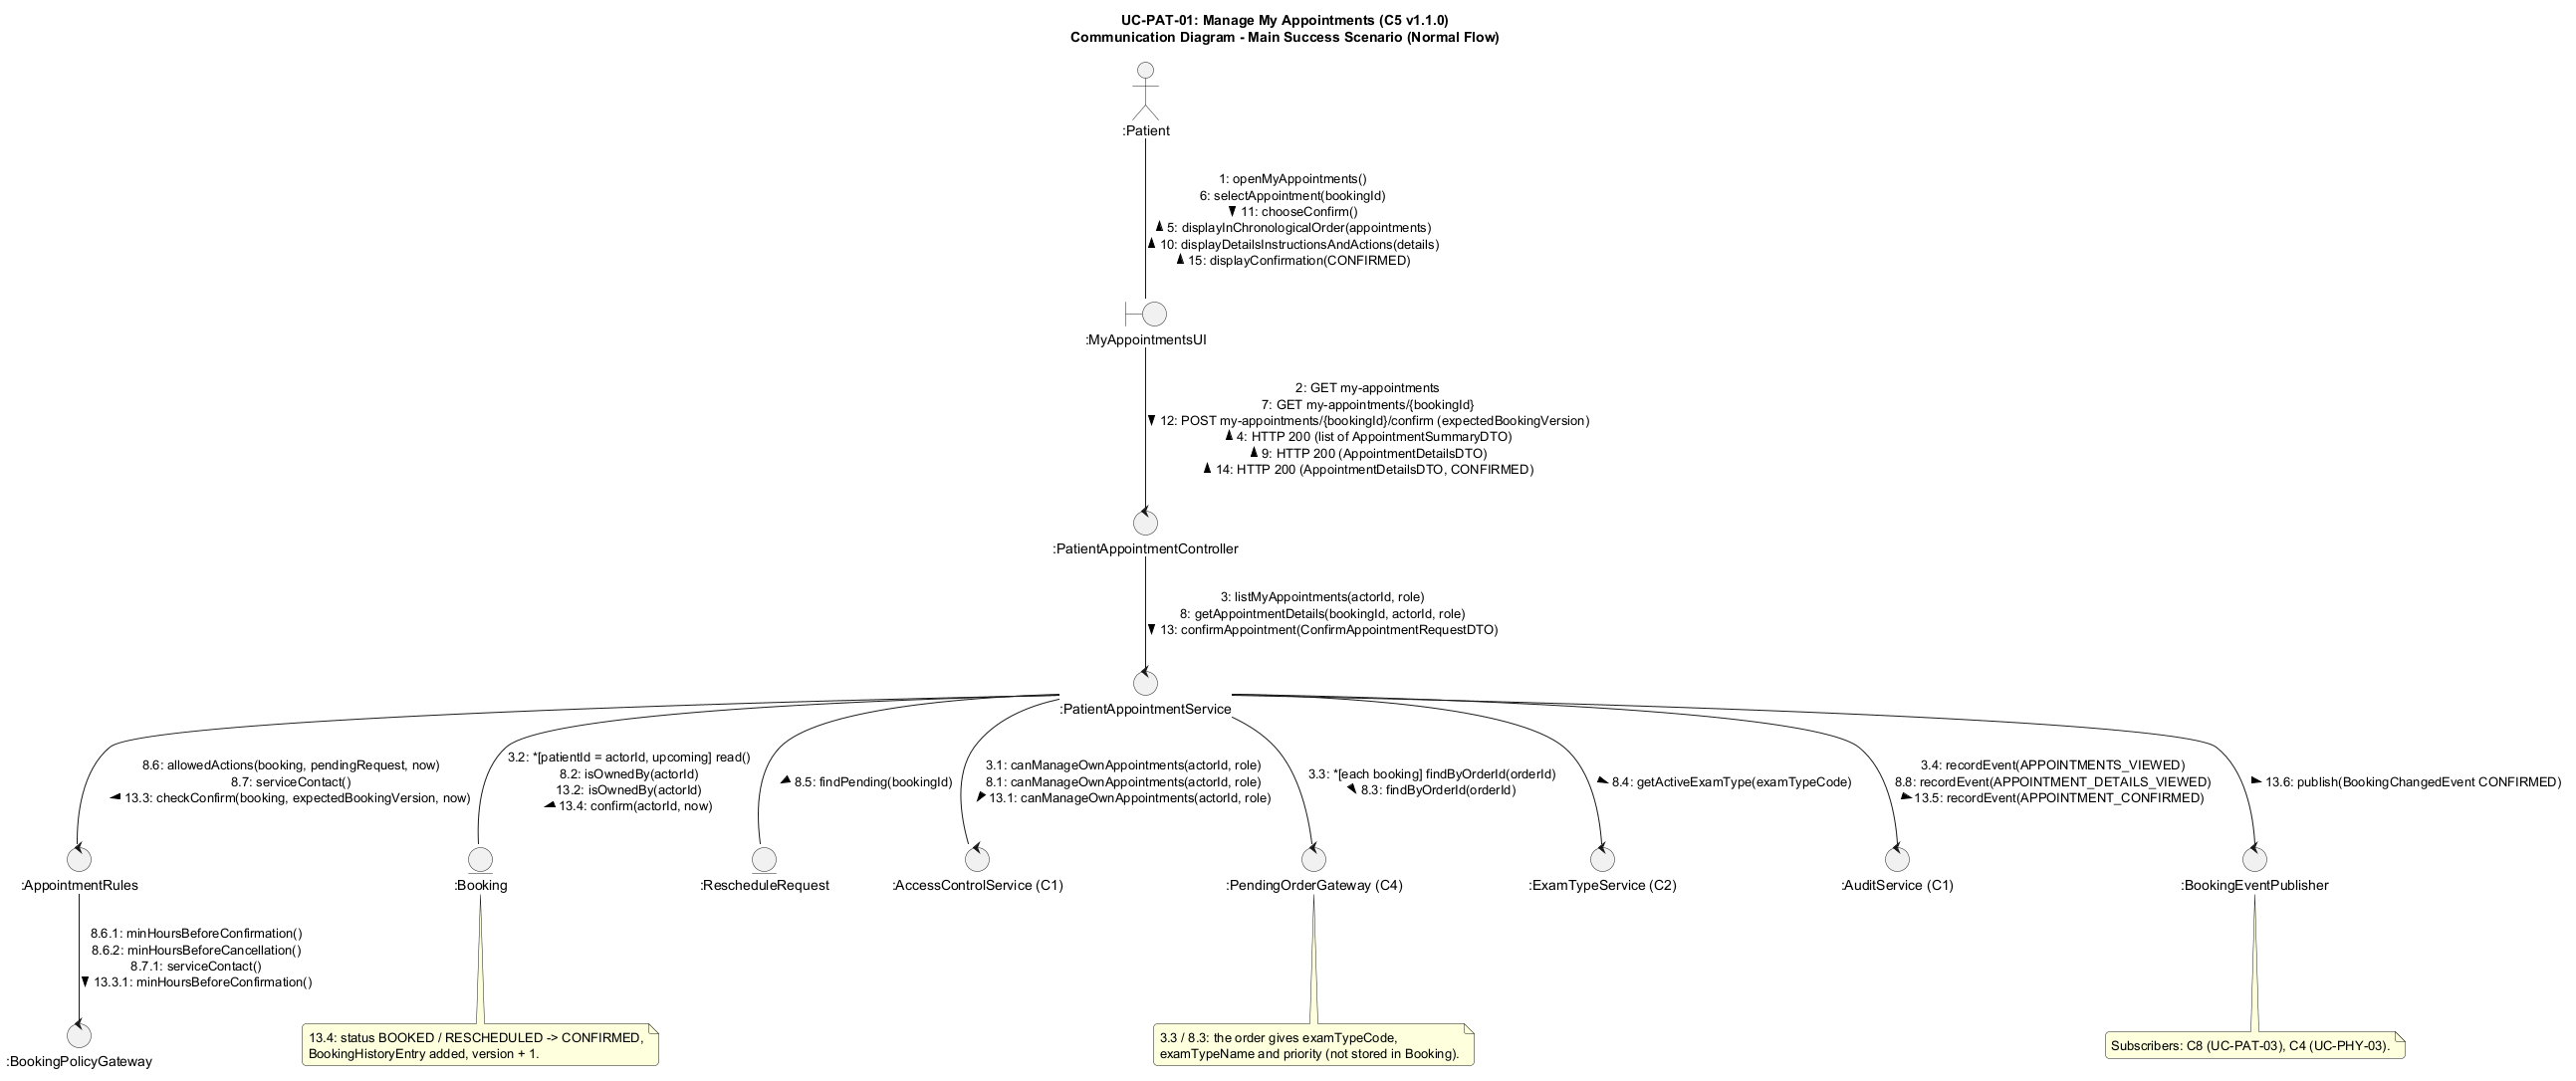 UC-PAT-01: Manage My Appointments (C5 v1.1.0)
Communication Diagram - Main Success Scenario (Normal Flow)
:Patient
1: openMyAppointments()
6: selectAppointment(bookingId)
11: chooseConfirm()
5: displayInChronologicalOrder(appointments)
10: displayDetailsInstructionsAndActions(details)
15: displayConfirmation(CONFIRMED)
:MyAppointmentsUI
2: GET my-appointments
7: GET my-appointments/{bookingId}
12: POST my-appointments/{bookingId}/confirm (expectedBookingVersion)
4: HTTP 200 (list of AppointmentSummaryDTO)
9: HTTP 200 (AppointmentDetailsDTO)
14: HTTP 200 (AppointmentDetailsDTO, CONFIRMED)
:PatientAppointmentController
3: listMyAppointments(actorId, role)
8: getAppointmentDetails(bookingId, actorId, role)
13: confirmAppointment(ConfirmAppointmentRequestDTO)
:PatientAppointmentService
8.6: allowedActions(booking, pendingRequest, now)
8.7: serviceContact()
13.3: checkConfirm(booking, expectedBookingVersion, now)
3.2: *[patientId = actorId, upcoming] read()
8.2: isOwnedBy(actorId)
13.2: isOwnedBy(actorId)
13.4: confirm(actorId, now)
8.5: findPending(bookingId)
3.1: canManageOwnAppointments(actorId, role)
8.1: canManageOwnAppointments(actorId, role)
13.1: canManageOwnAppointments(actorId, role)
3.3: *[each booking] findByOrderId(orderId)
8.3: findByOrderId(orderId)
8.4: getActiveExamType(examTypeCode)
3.4: recordEvent(APPOINTMENTS_VIEWED)
8.8: recordEvent(APPOINTMENT_DETAILS_VIEWED)
13.5: recordEvent(APPOINTMENT_CONFIRMED)
13.6: publish(BookingChangedEvent CONFIRMED)
:AppointmentRules
:Booking
:RescheduleRequest
:AccessControlService (C1)
:PendingOrderGateway (C4)
:ExamTypeService (C2)
:AuditService (C1)
:BookingEventPublisher
8.6.1: minHoursBeforeConfirmation()
8.6.2: minHoursBeforeCancellation()
8.7.1: serviceContact()
13.3.1: minHoursBeforeConfirmation()
:BookingPolicyGateway
13.4: status BOOKED / RESCHEDULED -> CONFIRMED,
BookingHistoryEntry added, version + 1.
3.3 / 8.3: the order gives examTypeCode,
examTypeName and priority (not stored in Booking).
Subscribers: C8 (UC-PAT-03), C4 (UC-PHY-03).